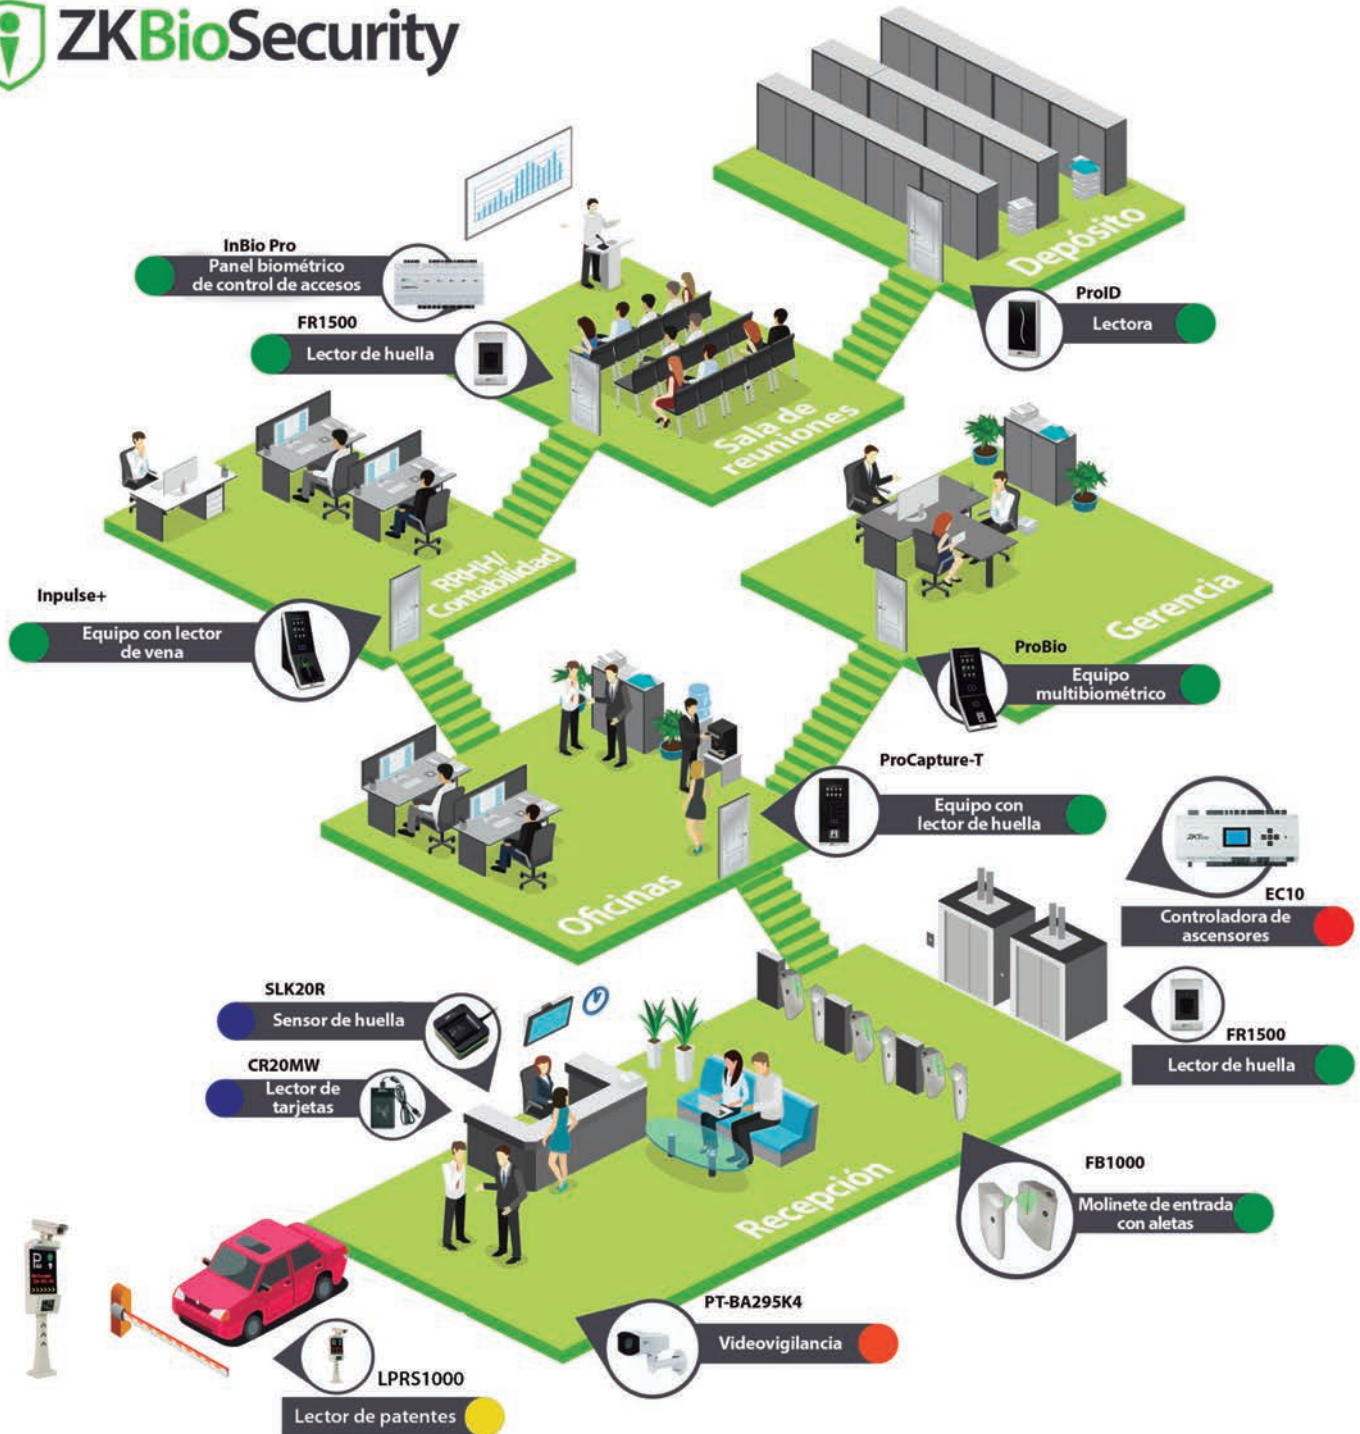 ZKBioSecurity
Depósito
InBio Pro
Panel biométrico
de control de accesos
ProID
Lectora
FR1500
Lector de huella
Sala de
reuniones
RRHH/
Contabilidad
Gerencia
Inpulse+
Equipo con lector
de vena
ProBio
Equipo
multibiométrico
ProCapture-T
Equipo con
lector de huella
Oficinas
EC10
Controladora de
ascensores
SLK20R
Sensor de huella
FR1500
Lector de huella
CR20MW
Lector de
tarjetas
FB1000
Molinete de entrada
con aletas
Recepción
P
PT-BA295K4
Videovigilancia
LPRS1000
Lector de patentes